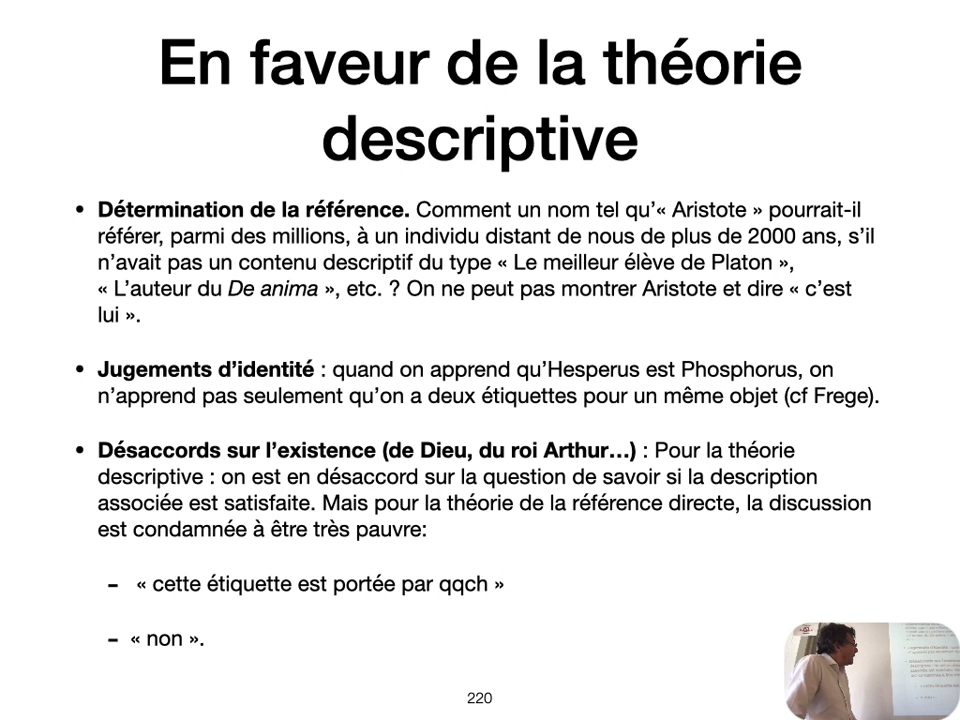 En faveur de la théorie
descriptive
• Détermination de la référence. Comment un nom tel qu’« Aristote » pourrait-il
référer, parmi des millions, à un individu distant de nous de plus de 2000 ans, s’il
n’avait pas un contenu descriptif du type « Le meilleur élève de Platon »,
« L’auteur du De anima », etc. ? On ne peut pas montrer Aristote et dire « c’est
lui ».
• Jugements d’identité : quand on apprend qu’Hesperus est Phosphorus, on
n’apprend pas seulement qu’on a deux étiquettes pour un même objet (cf Frege).
• Désaccords sur l’existence (de Dieu, du roi Arthur…) : Pour la théorie
descriptive : on est en désaccord sur la question de savoir si la description
associée est satisfaite. Mais pour la théorie de la référence directe, la discussion
est condamnée à être très pauvre:
– « cette étiquette est portée par qqch »
– « non ».
220